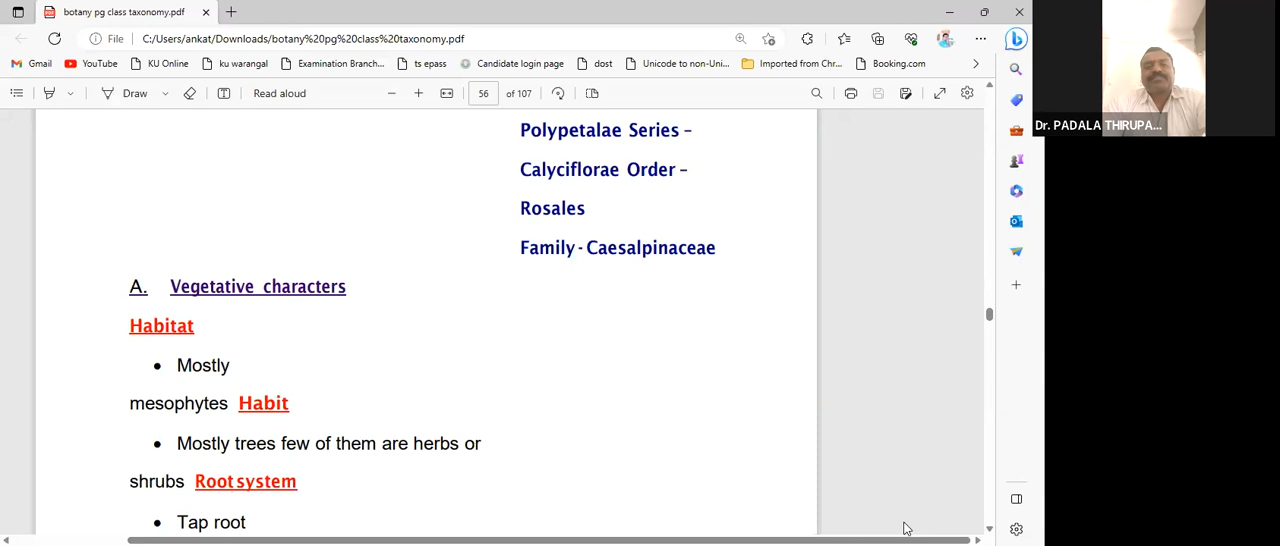 botany pg class taxonomy.pdf
File
C:/Users/ankat/Downloads/botany%20pg%20class%20taxonomy.pdf
Gmail
YouTube
KU Online
ku warangal
Examination Branch...
ts epass
Candidate login page
dost
Unicode to non-Uni...
Imported from Chr...
Booking.com
Draw
Read aloud
56 of 107
Dr. PADALA THIRUPA...
Polypetalae Series –
Calyciflorae Order –
Rosales
Family - Caesalpinaceae
A. Vegetative characters
Habitat
• Mostly
mesophytes Habit
• Mostly trees few of them are herbs or
shrubs Root system
• Tap root